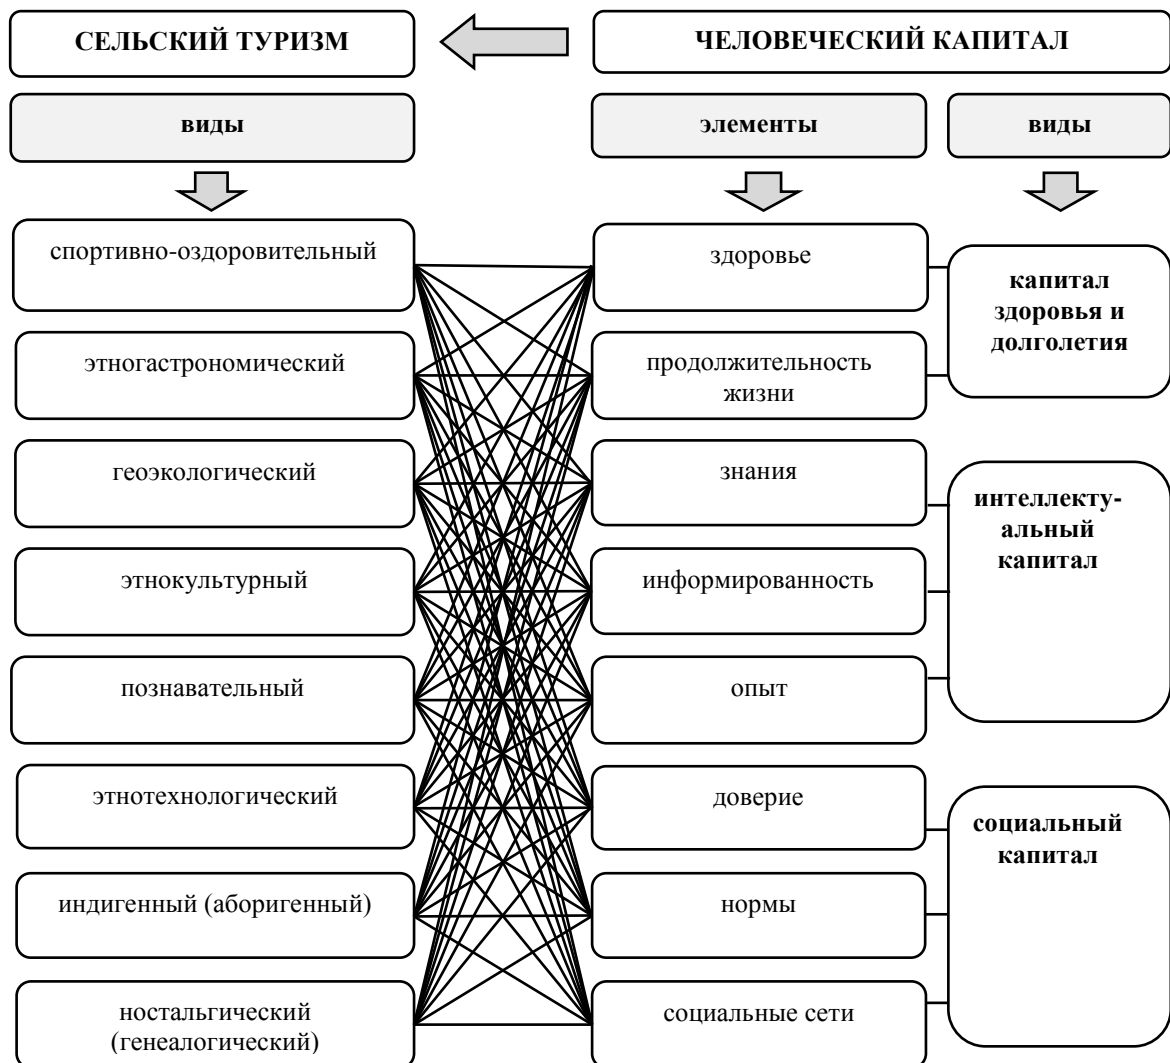 СЕЛЬСКИЙ ТУРИЗМ
ЧЕЛОВЕЧЕСКИЙ КАПИТАЛ
виды
элементы
виды
спортивно-оздоровительный
этногастрономический
геоэкологический
этнокультурный
познавательный
этнотехнологический
индигенный (аборигенный)
ностальгический
(генеалогический)
здоровье
продолжительность
жизни
знания
информированность
опыт
доверие
нормы
социальные сети
капитал
здоровья и
долголетия
интеллекту-
альный
капитал
социальный
капитал